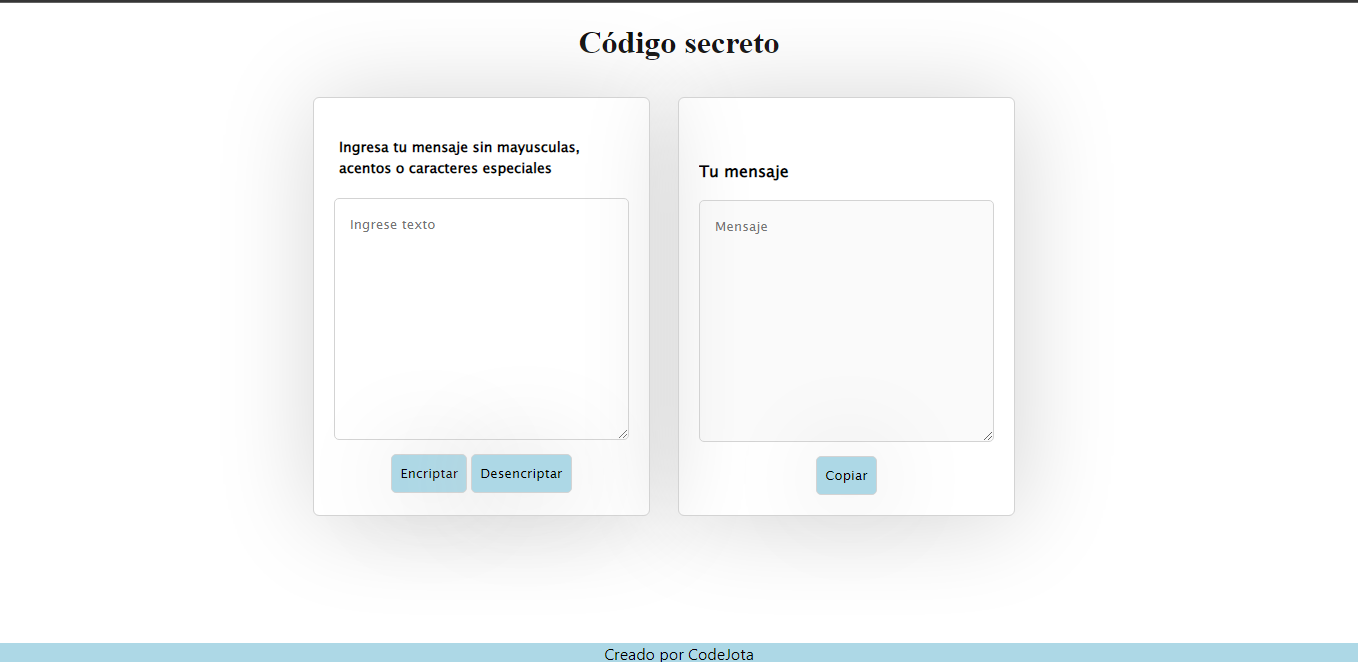 Código secreto
Ingresa tu mensaje sin mayusculas,
acentos o caracteres especiales
Ingrese texto
Encriptar Desencriptar
Tu mensaje
Mensaje
Copiar
Creado por CodeJota